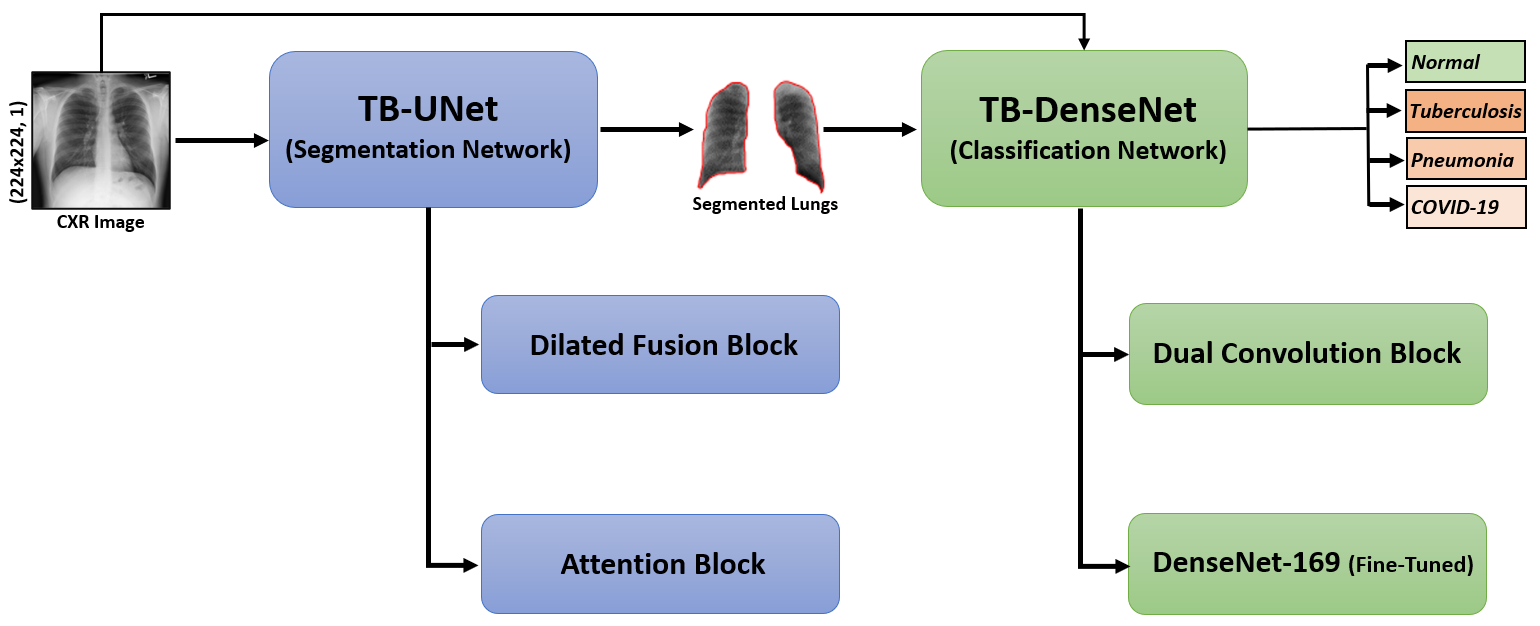 (224x224, 1)
CXR Image
TB-UNet
(Segmentation Network)
Segmented Lungs
TB-DenseNet
(Classification Network)
Normal
Tuberculosis
Pneumonia
COVID-19
Dilated Fusion Block
Attention Block
Dual Convolution Block
DenseNet-169 (Fine-Tuned)